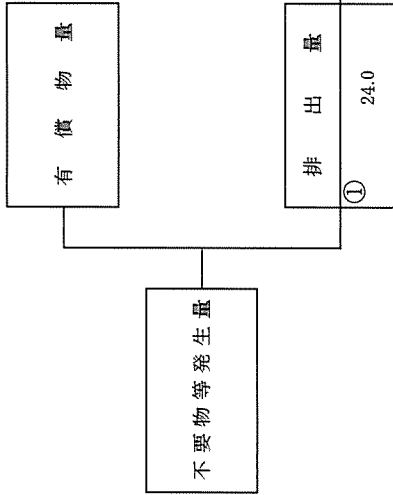 不要物等発生量
有償物量
排出量
①
24.0